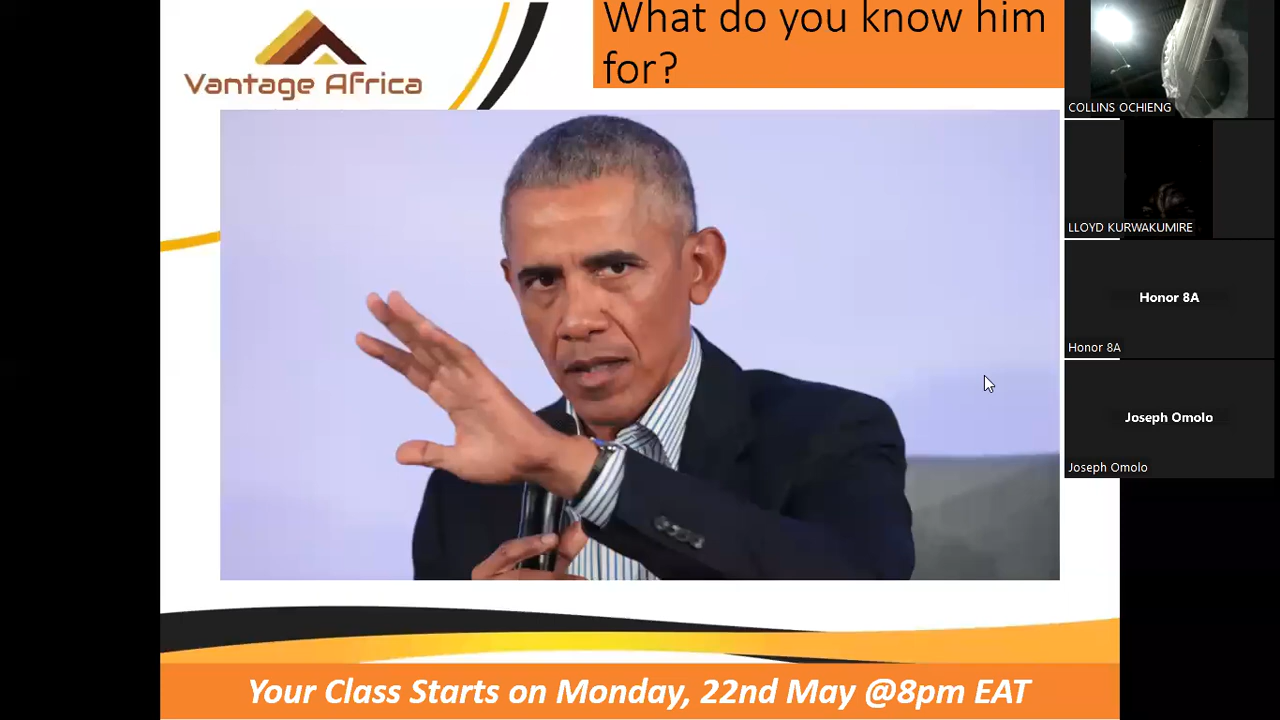 What do you know him
for?
Vantage Africa
Your Class Starts on Monday, 22nd May @8pm EAT
COLLINS OCHIENG
LLOYD KURWAKUMIRE
Honor 8A
Honor 8A
Joseph Omolo
Joseph Omolo